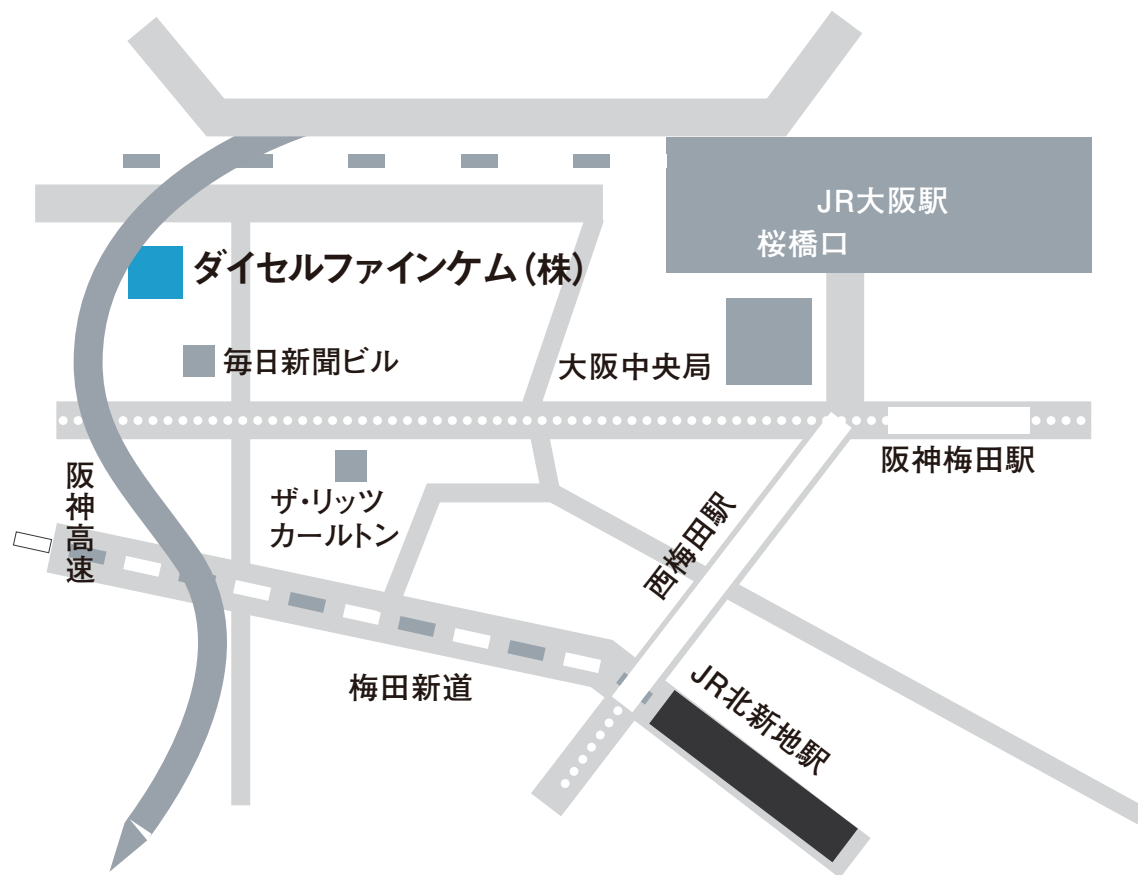 JR大阪駅
桜橋口
ダイセルファインケム(株)
毎日新聞ビル
大阪中央局
阪神梅田駅
阪神高速
ザ・リッツ
カールトン
西梅田駅
梅田新道
JR北新地駅